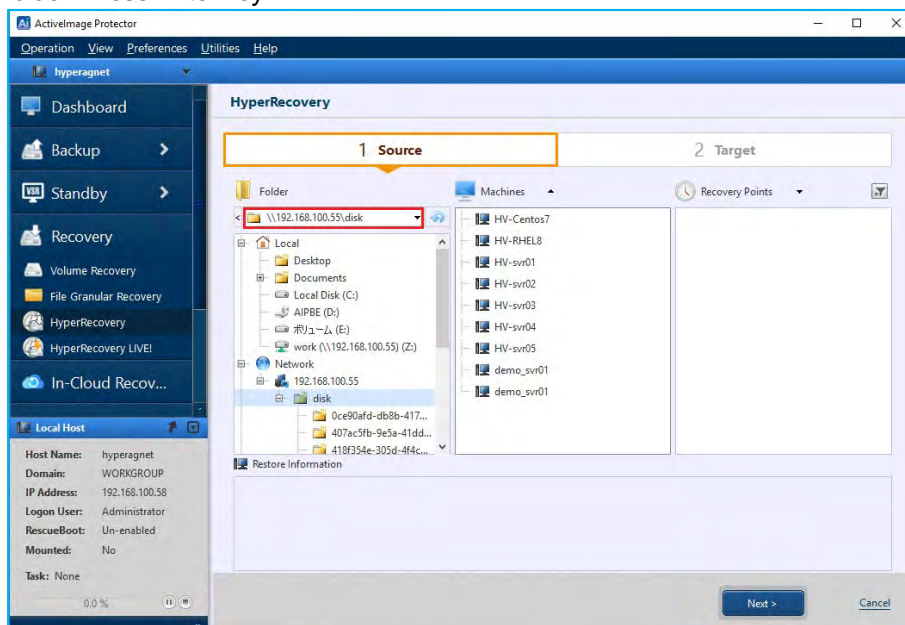 ActiveImage Protector
Operation View Preferences Utilities Help
hyperagnet
Dashboard
Backup >
Standby >
Recovery
Volume Recovery
File Granular Recovery
HyperRecovery
HyperRecovery LIVE!
In-Cloud Recov...
Local Host
Host Name: hyperagnet
Domain: WORKGROUP
IP Address: 192.168.100.58
Logon User: Administrator
RescueBoot: Un-enabled
Mounted: No
Task: None
0.0 %
HyperRecovery
1 Source
2 Target
Folder
< \\192.168.100.55\disk
Local
Desktop
Documents
Local Disk (C:)
AIPBE (D:)
ボリューム (E:)
work (\\192.168.100.55) (Z:)
Network
192.168.100.55
disk
0ce90afd-db8b-417...
407ac5fb-9e5a-41dd...
418f354e-305d-4f4c...
Machines
HV-Centos7
HV-RHEL8
HV-svr01
HV-svr02
HV-svr03
HV-svr04
HV-svr05
demo_svr01
demo_svr01
Recovery Points
Restore Information
Next >
Cancel